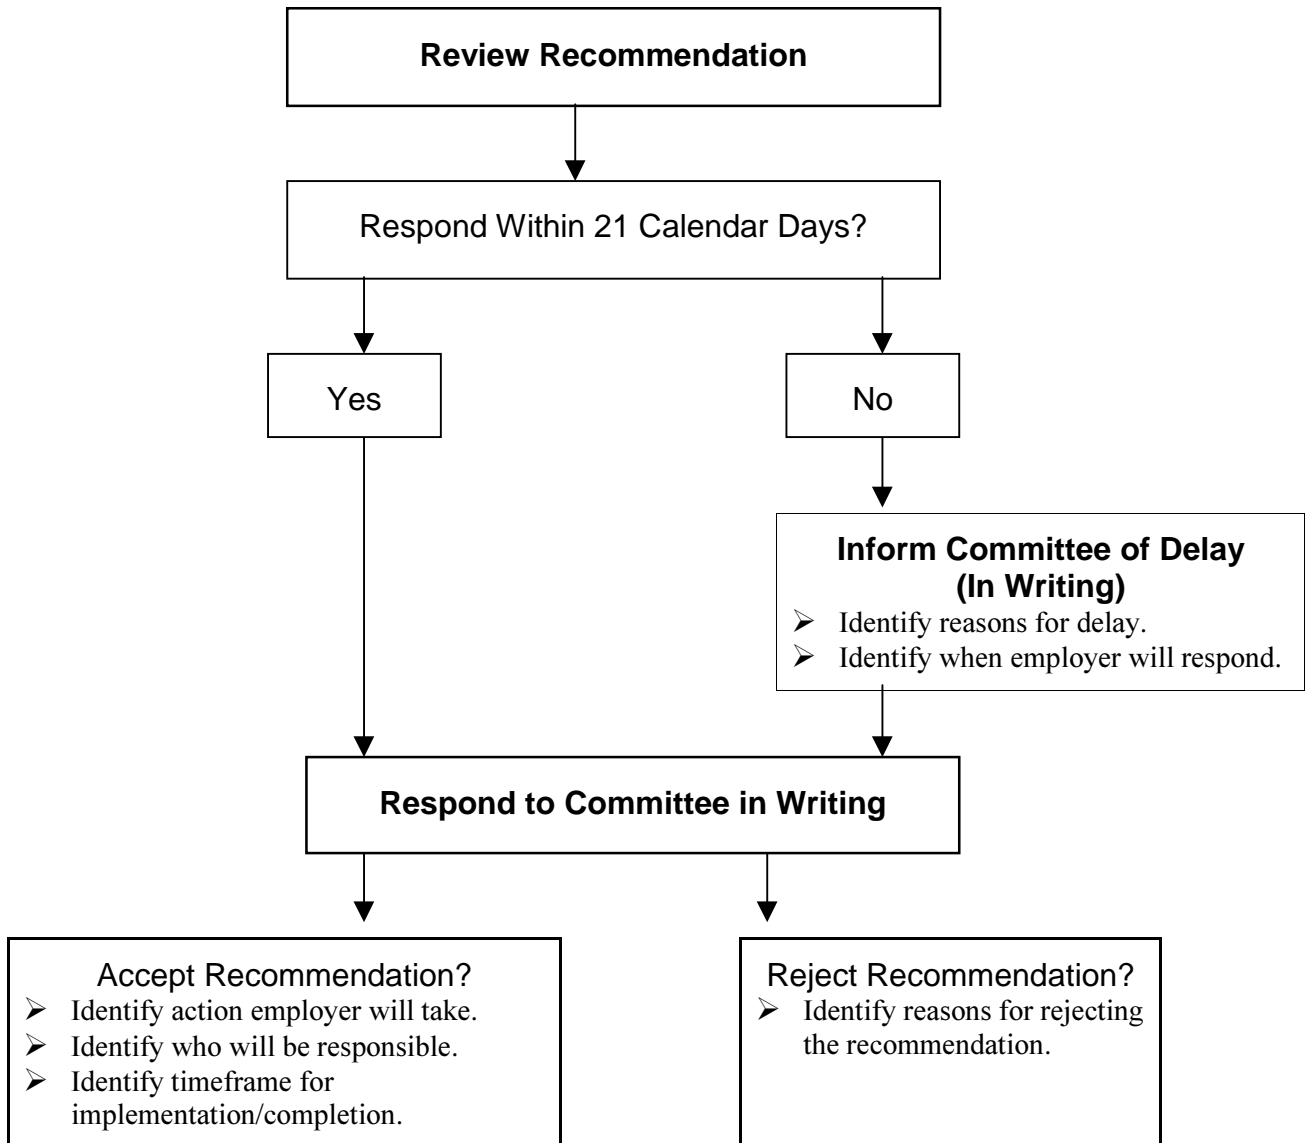 Review Recommendation
Respond Within 21 Calendar Days?
Yes
No
Inform Committee of Delay
(In Writing)
➢ Identify reasons for delay.
➢ Identify when employer will respond.
Respond to Committee in Writing
Accept Recommendation?
➢ Identify action employer will take.
➢ Identify who will be responsible.
➢ Identify timeframe for
implementation/completion.
Reject Recommendation?
➢ Identify reasons for rejecting
the recommendation.